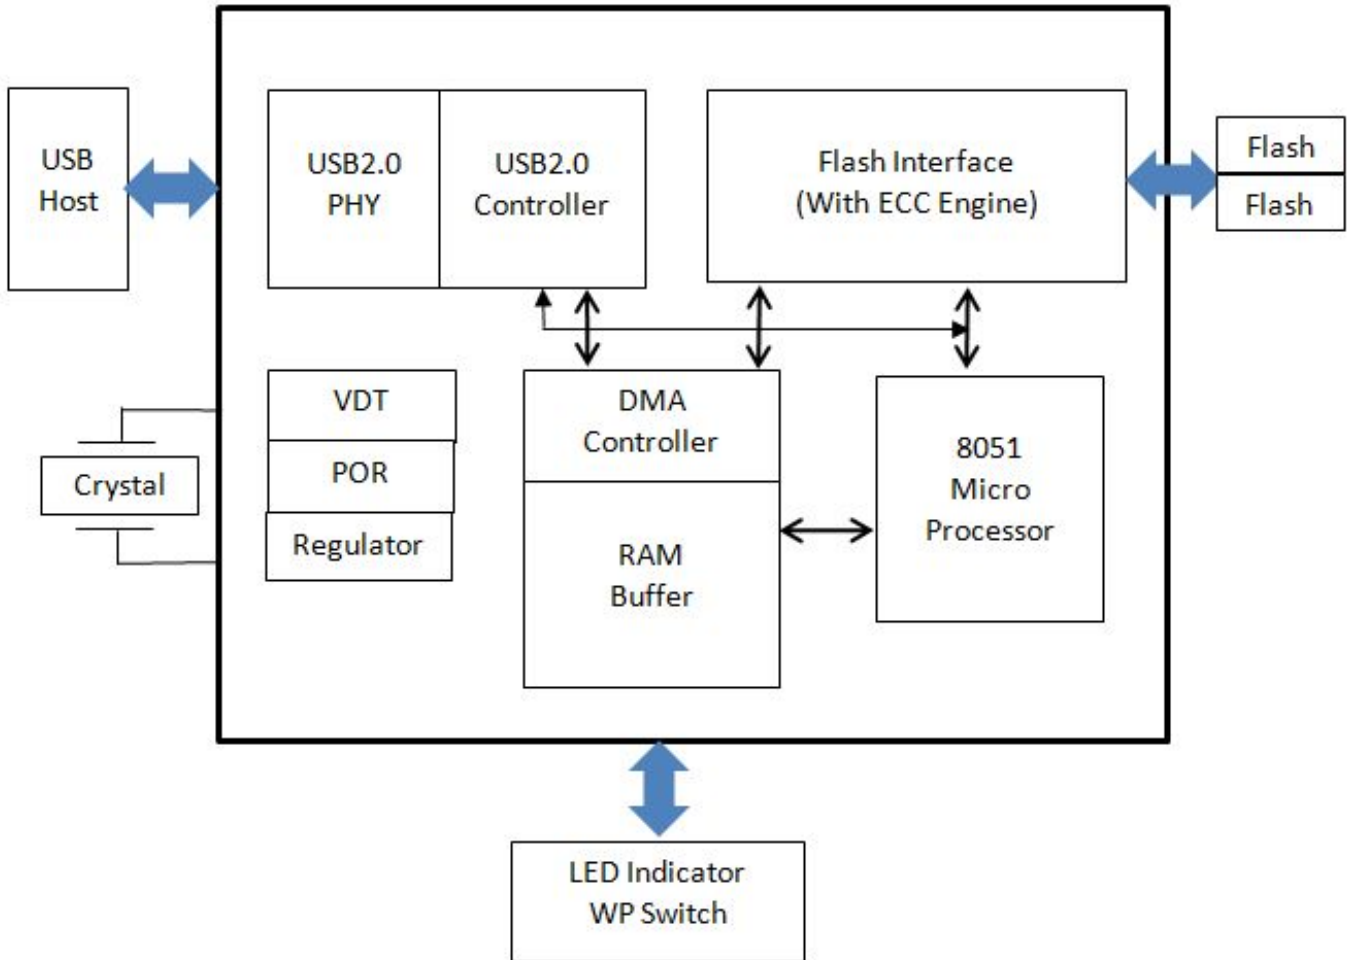 USB
Host
USB2.0
PHY
USB2.0
Controller
Flash Interface
(With ECC Engine)
Flash
Flash
VDT
POR
Regulator
Crystal
DMA
Controller
RAM
Buffer
8051
Micro
Processor
LED Indicator
WP Switch